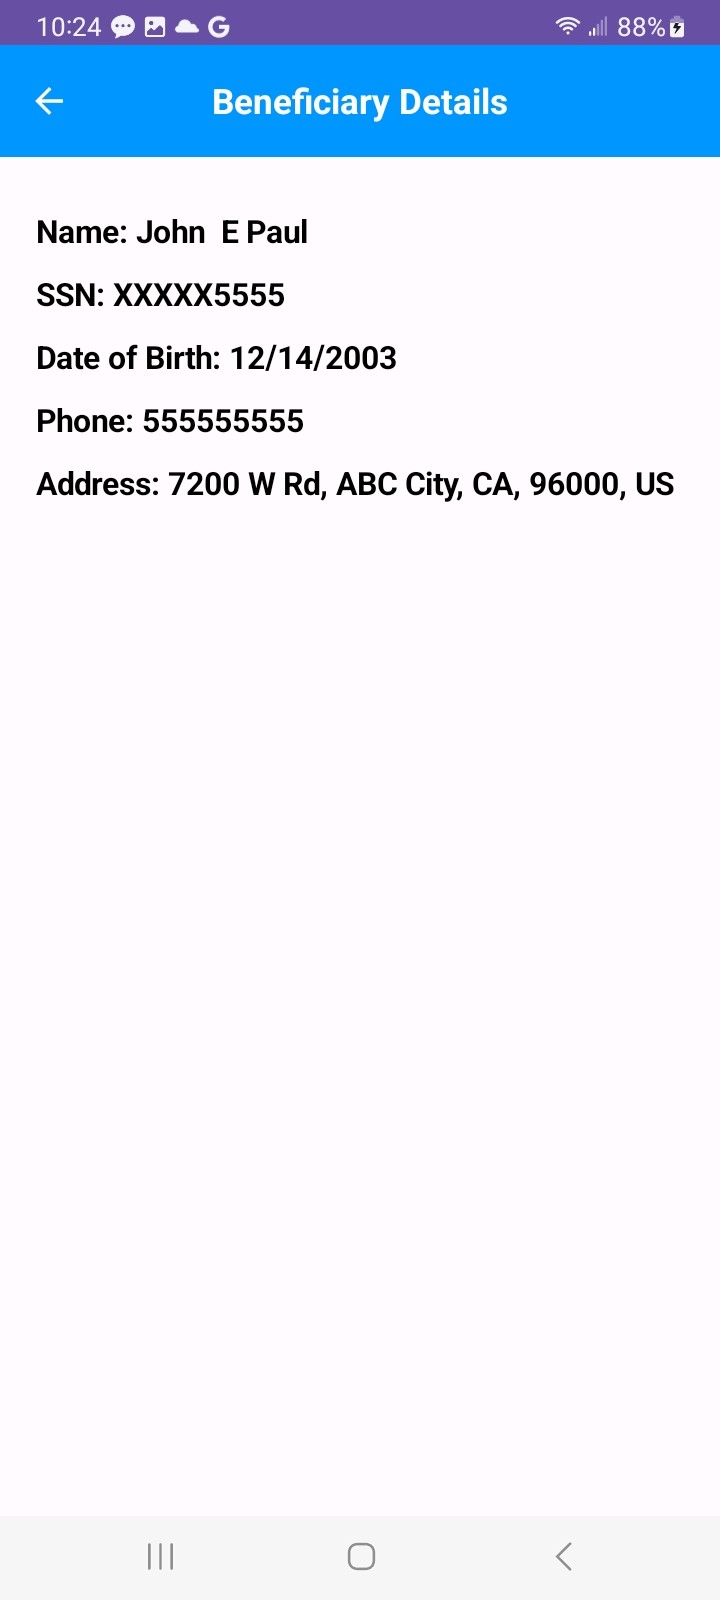 10:24 88%
Beneficiary Details
Name: John  E Paul
SSN: XXXXX5555
Date of Birth: 12/14/2003
Phone: 555555555
Address: 7200 W Rd, ABC City, CA, 96000, US